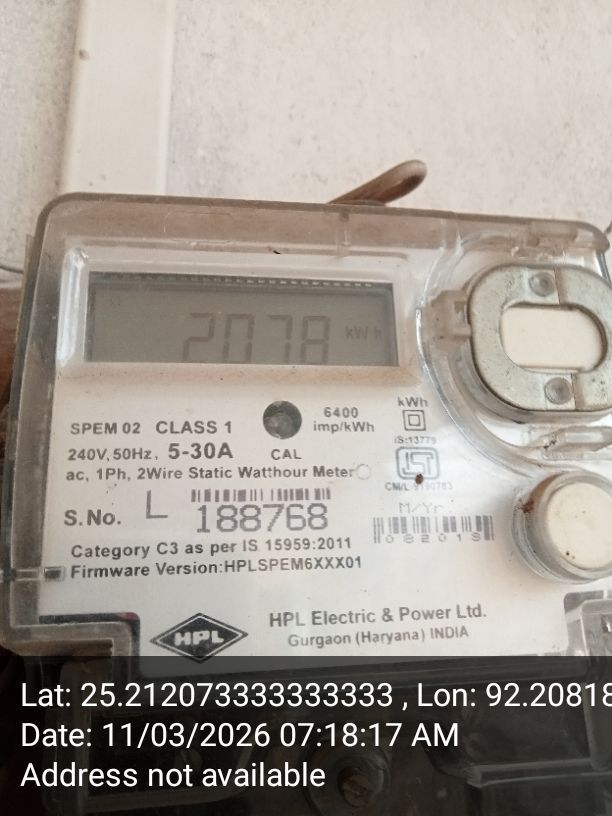 2078 kWh
6400
imp/kWh
kWh
SPEM 02 CLASS 1
240V, 50Hz, 5-30A
CAL
IS:13779
ac, 1Ph, 2Wire Static Watthour Meter
S.No. L 188768
M/Yr.
082018
Category C3 as per IS 15959:2011
Firmware Version:HPLSPEM6XXX01
HPL
HPL Electric & Power Ltd.
Gurgaon (Haryana) INDIA
Lat: 25.212073333333333 , Lon: 92.20818
Date: 11/03/2026 07:18:17 AM
Address not available